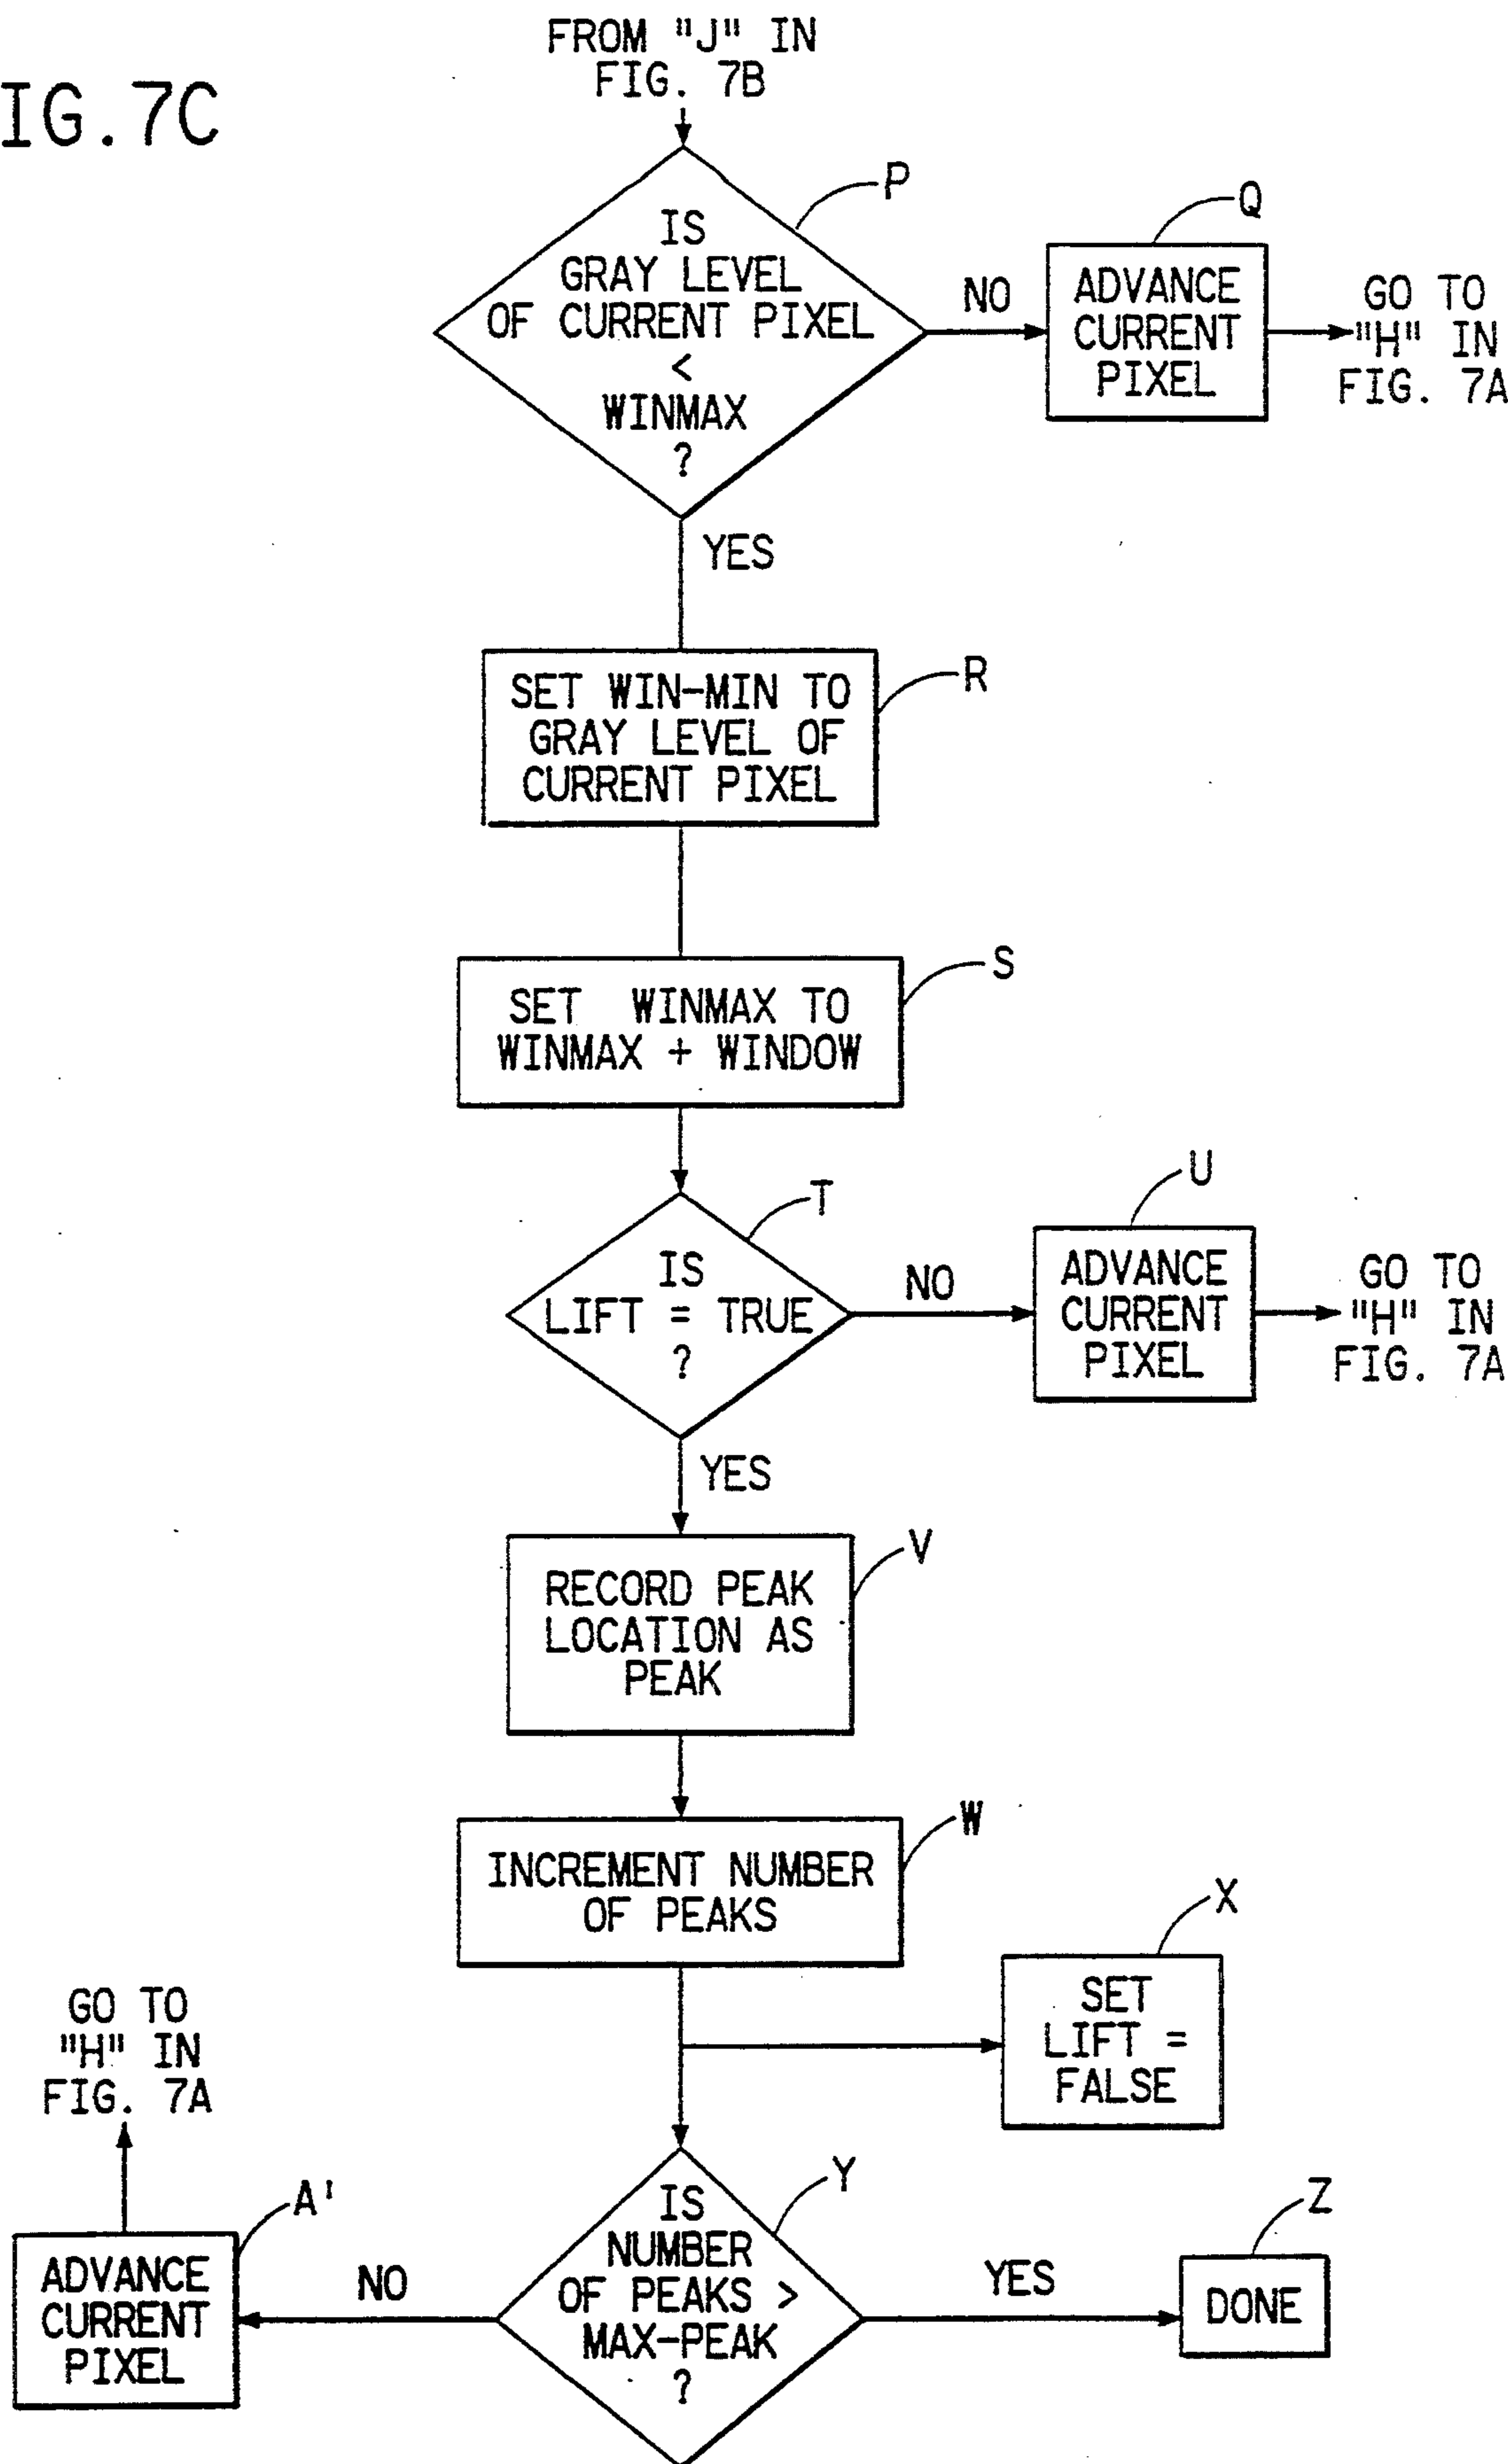 FROM "J" IN
FIG. 7B
IG.7C
P
IS
GRAY LEVEL
OF CURRENT PIXEL
<
WINMAX
?
NO
Q
ADVANCE
CURRENT
PIXEL
GO TO
"H" IN
FIG. 7A
YES
R
SET WIN-MIN TO
GRAY LEVEL OF
CURRENT PIXEL
S
SET WINMAX TO
WINMAX + WINDOW
T
IS
LIFT = TRUE
?
NO
U
ADVANCE
CURRENT
PIXEL
GO TO
"H" IN
FIG. 7A
YES
V
RECORD PEAK
LOCATION AS
PEAK
W
INCREMENT NUMBER
OF PEAKS
X
SET
LIFT =
FALSE
Y
IS
NUMBER
OF PEAKS >
MAX-PEAK
?
YES
Z
DONE
NO
A'
ADVANCE
CURRENT
PIXEL
GO TO
"H" IN
FIG. 7A